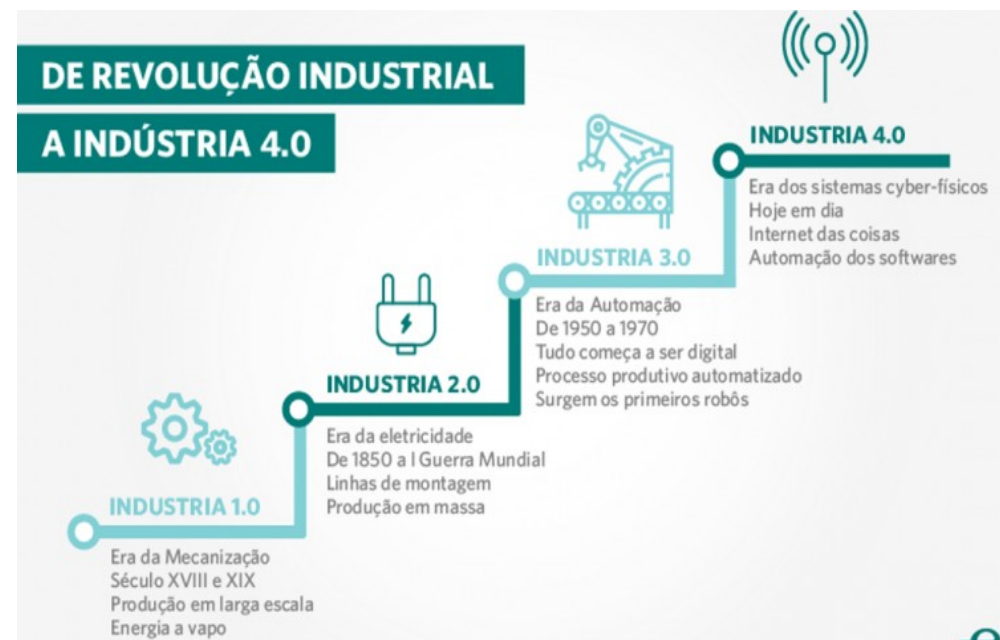 DE REVOLUÇÃO INDUSTRIAL
A INDÚSTRIA 4.0
INDUSTRIA 4.0
Era dos sistemas cyber-físicos
Hoje em dia
Internet das coisas
Automação dos softwares
INDUSTRIA 3.0
Era da Automação
De 1950 a 1970
Tudo começa a ser digital
Processo produtivo automatizado
Surgem os primeiros robôs
INDUSTRIA 2.0
Era da eletricidade
De 1850 a I Guerra Mundial
Linhas de montagem
Produção em massa
INDUSTRIA 1.0
Era da Mecanização
Século XVIII e XIX
Produção em larga escala
Energia a vapo